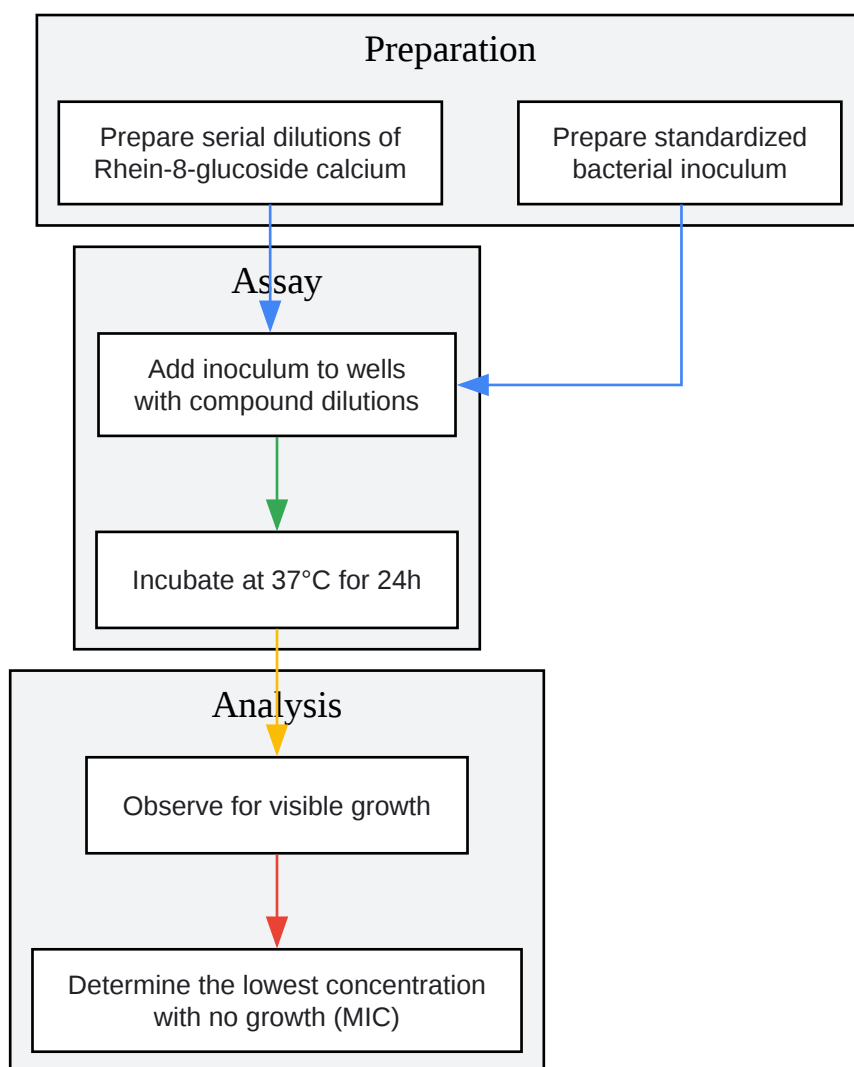 Preparation
Prepare serial dilutions of
Rhein-8-glucoside calcium
Prepare standardized
bacterial inoculum
Assay
Add inoculum to wells
with compound dilutions
Incubate at 37°C for 24h
Analysis
Observe for visible growth
Determine the lowest concentration
with no growth (MIC)